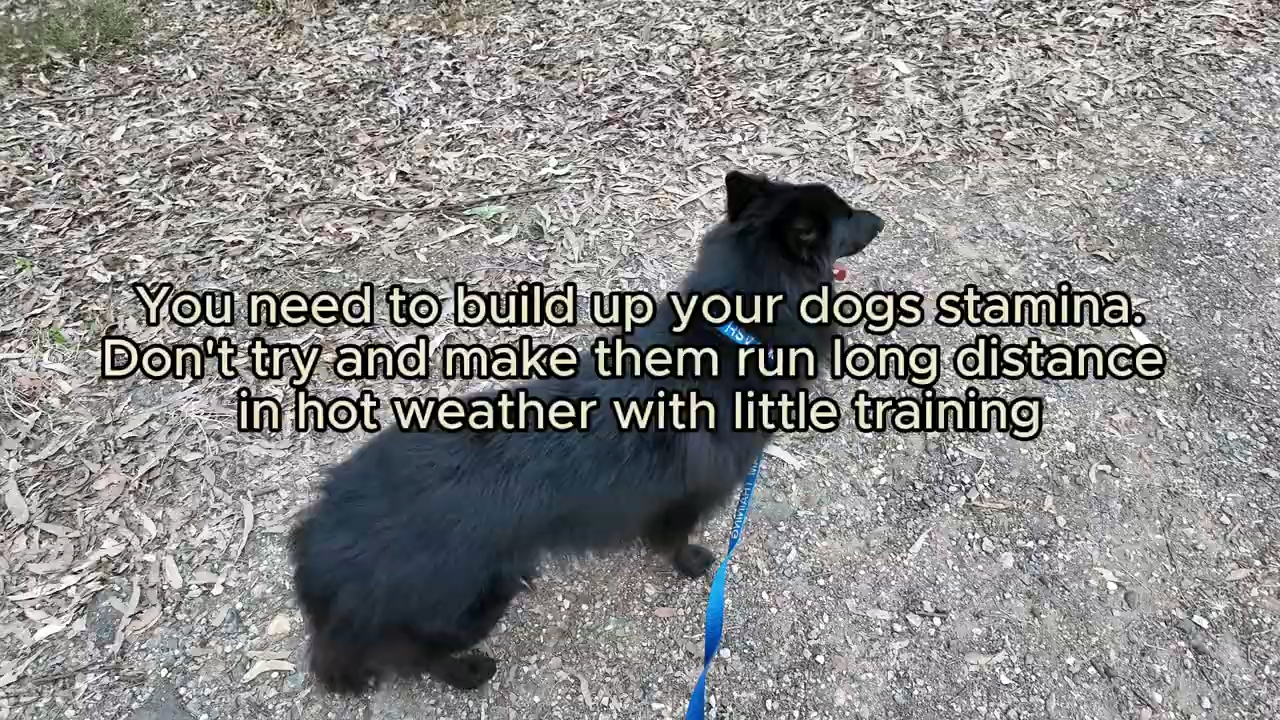 You need to build up your dogs stamina.
Don't try and make them run long distance
in hot weather with little training